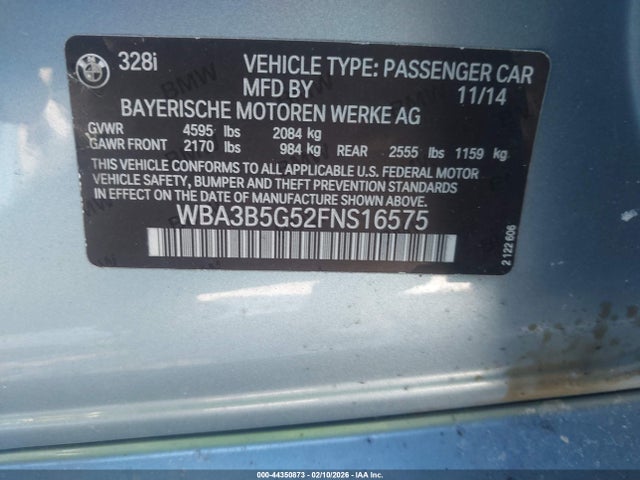 328i VEHICLE TYPE: PASSENGER CAR
MFD BY 11/14
BAYERISCHE MOTOREN WERKE AG
GVWR 4595 lbs 2084 kg
GAWR FRONT 2170 lbs 984 kg REAR 2555 lbs 1159 kg
THIS VEHICLE CONFORMS TO ALL APPLICABLE U.S. FEDERAL MOTOR
VEHICLE SAFETY, BUMPER AND THEFT PREVENTION STANDARDS
IN EFFECT ON THE DATE OF MANUFACTURE SHOWN ABOVE.
WBA3B5G52FNS16575
2 122 606
000-44350873 - 02/10/2026 - Copyright © IAA